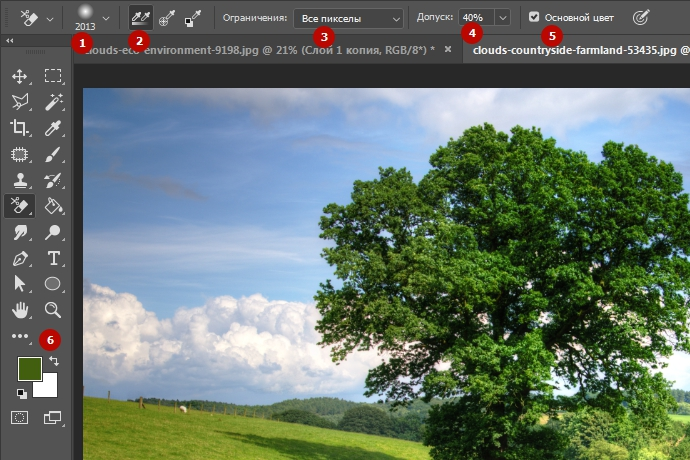 Ограничения: Все пикселы Допуск: 40% Основной цвет
2013
1 2 3 4 5
clouds-eco-environment-9198.jpg @ 21% (Слой 1 копия, RGB/8*) * × clouds-countryside-farmland-53435.jpg @
T
6